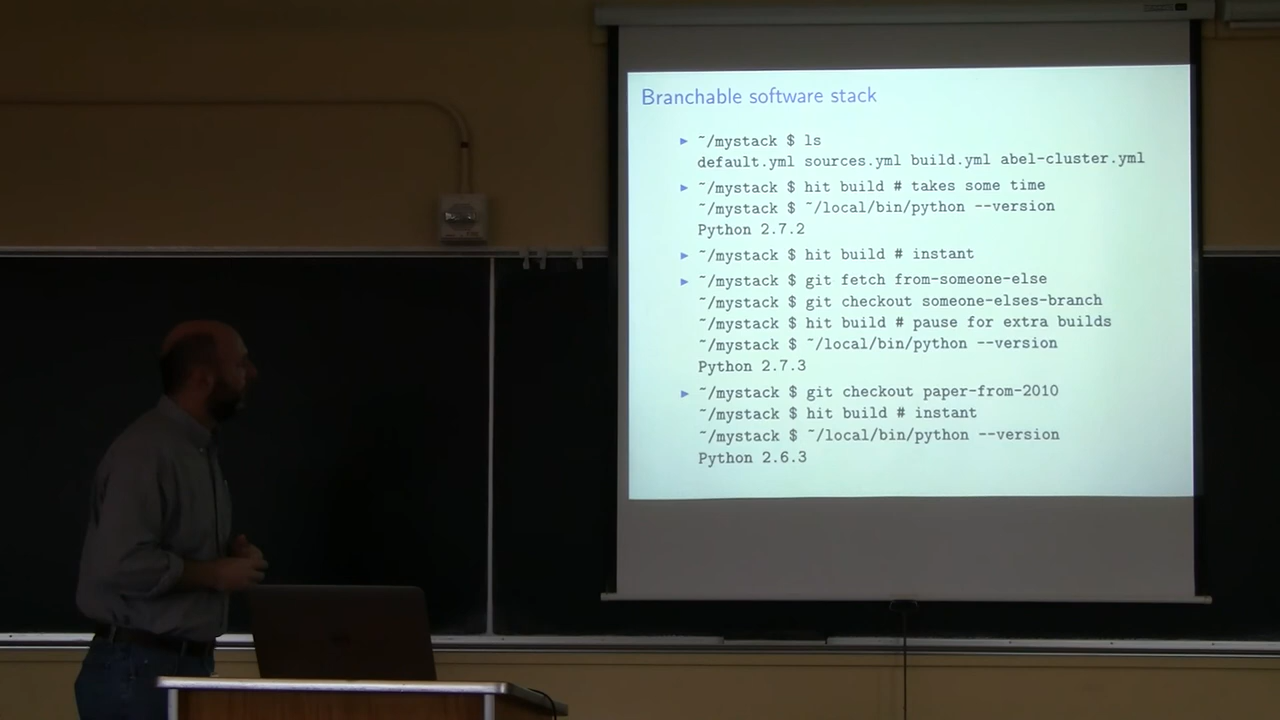 Branchable software stack
~/mystack $ ls
default.yml sources.yml build.yml abel-cluster.yml
~/mystack $ hit build # takes some time
~/mystack $ ~/local/bin/python --version
Python 2.7.2
~/mystack $ hit build # instant
~/mystack $ git fetch from-someone-else
~/mystack $ git checkout someone-elses-branch
~/mystack $ hit build # pause for extra builds
~/mystack $ ~/local/bin/python --version
Python 2.7.3
~/mystack $ git checkout paper-from-2010
~/mystack $ hit build # instant
~/mystack $ ~/local/bin/python --version
Python 2.6.3